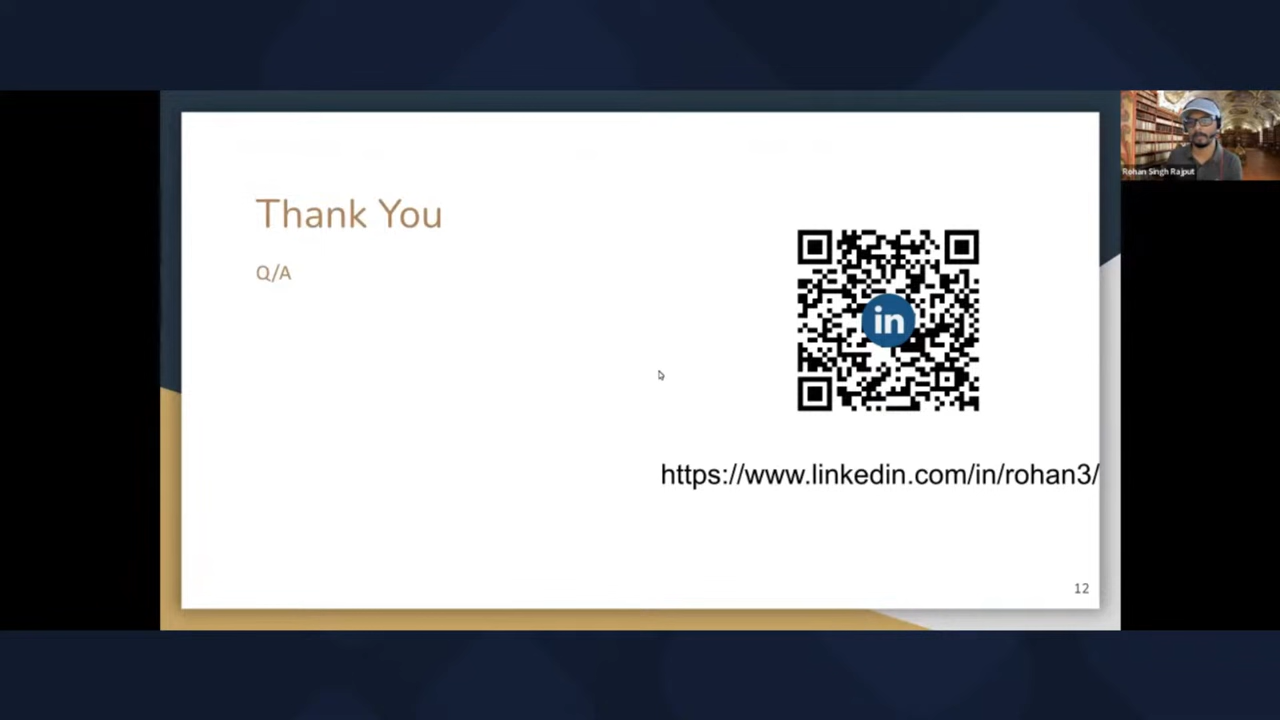 Thank You
Q/A
in
https://www.linkedin.com/in/rohan3/
12
Rohan Singh Rajput